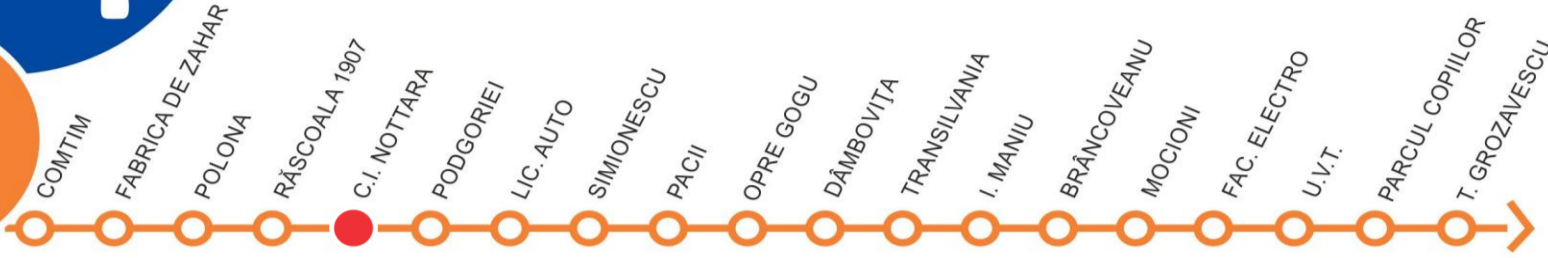 COMTIM
FABRICA DE ZAHAR
POLONA
RĂSCOALA 1907
C.I. NOTTARA
PODGORIEI
LIC. AUTO
SIMIONESCU
PACII
OPRE GOGU
DÂMBOVIŢA
TRANSILVANIA
I. MANIU
BRÂNCOVEANU
MOCIONI
FAC. ELECTRO
U.V.T.
PARCUL COPIILOR
T. GROZAVESCU